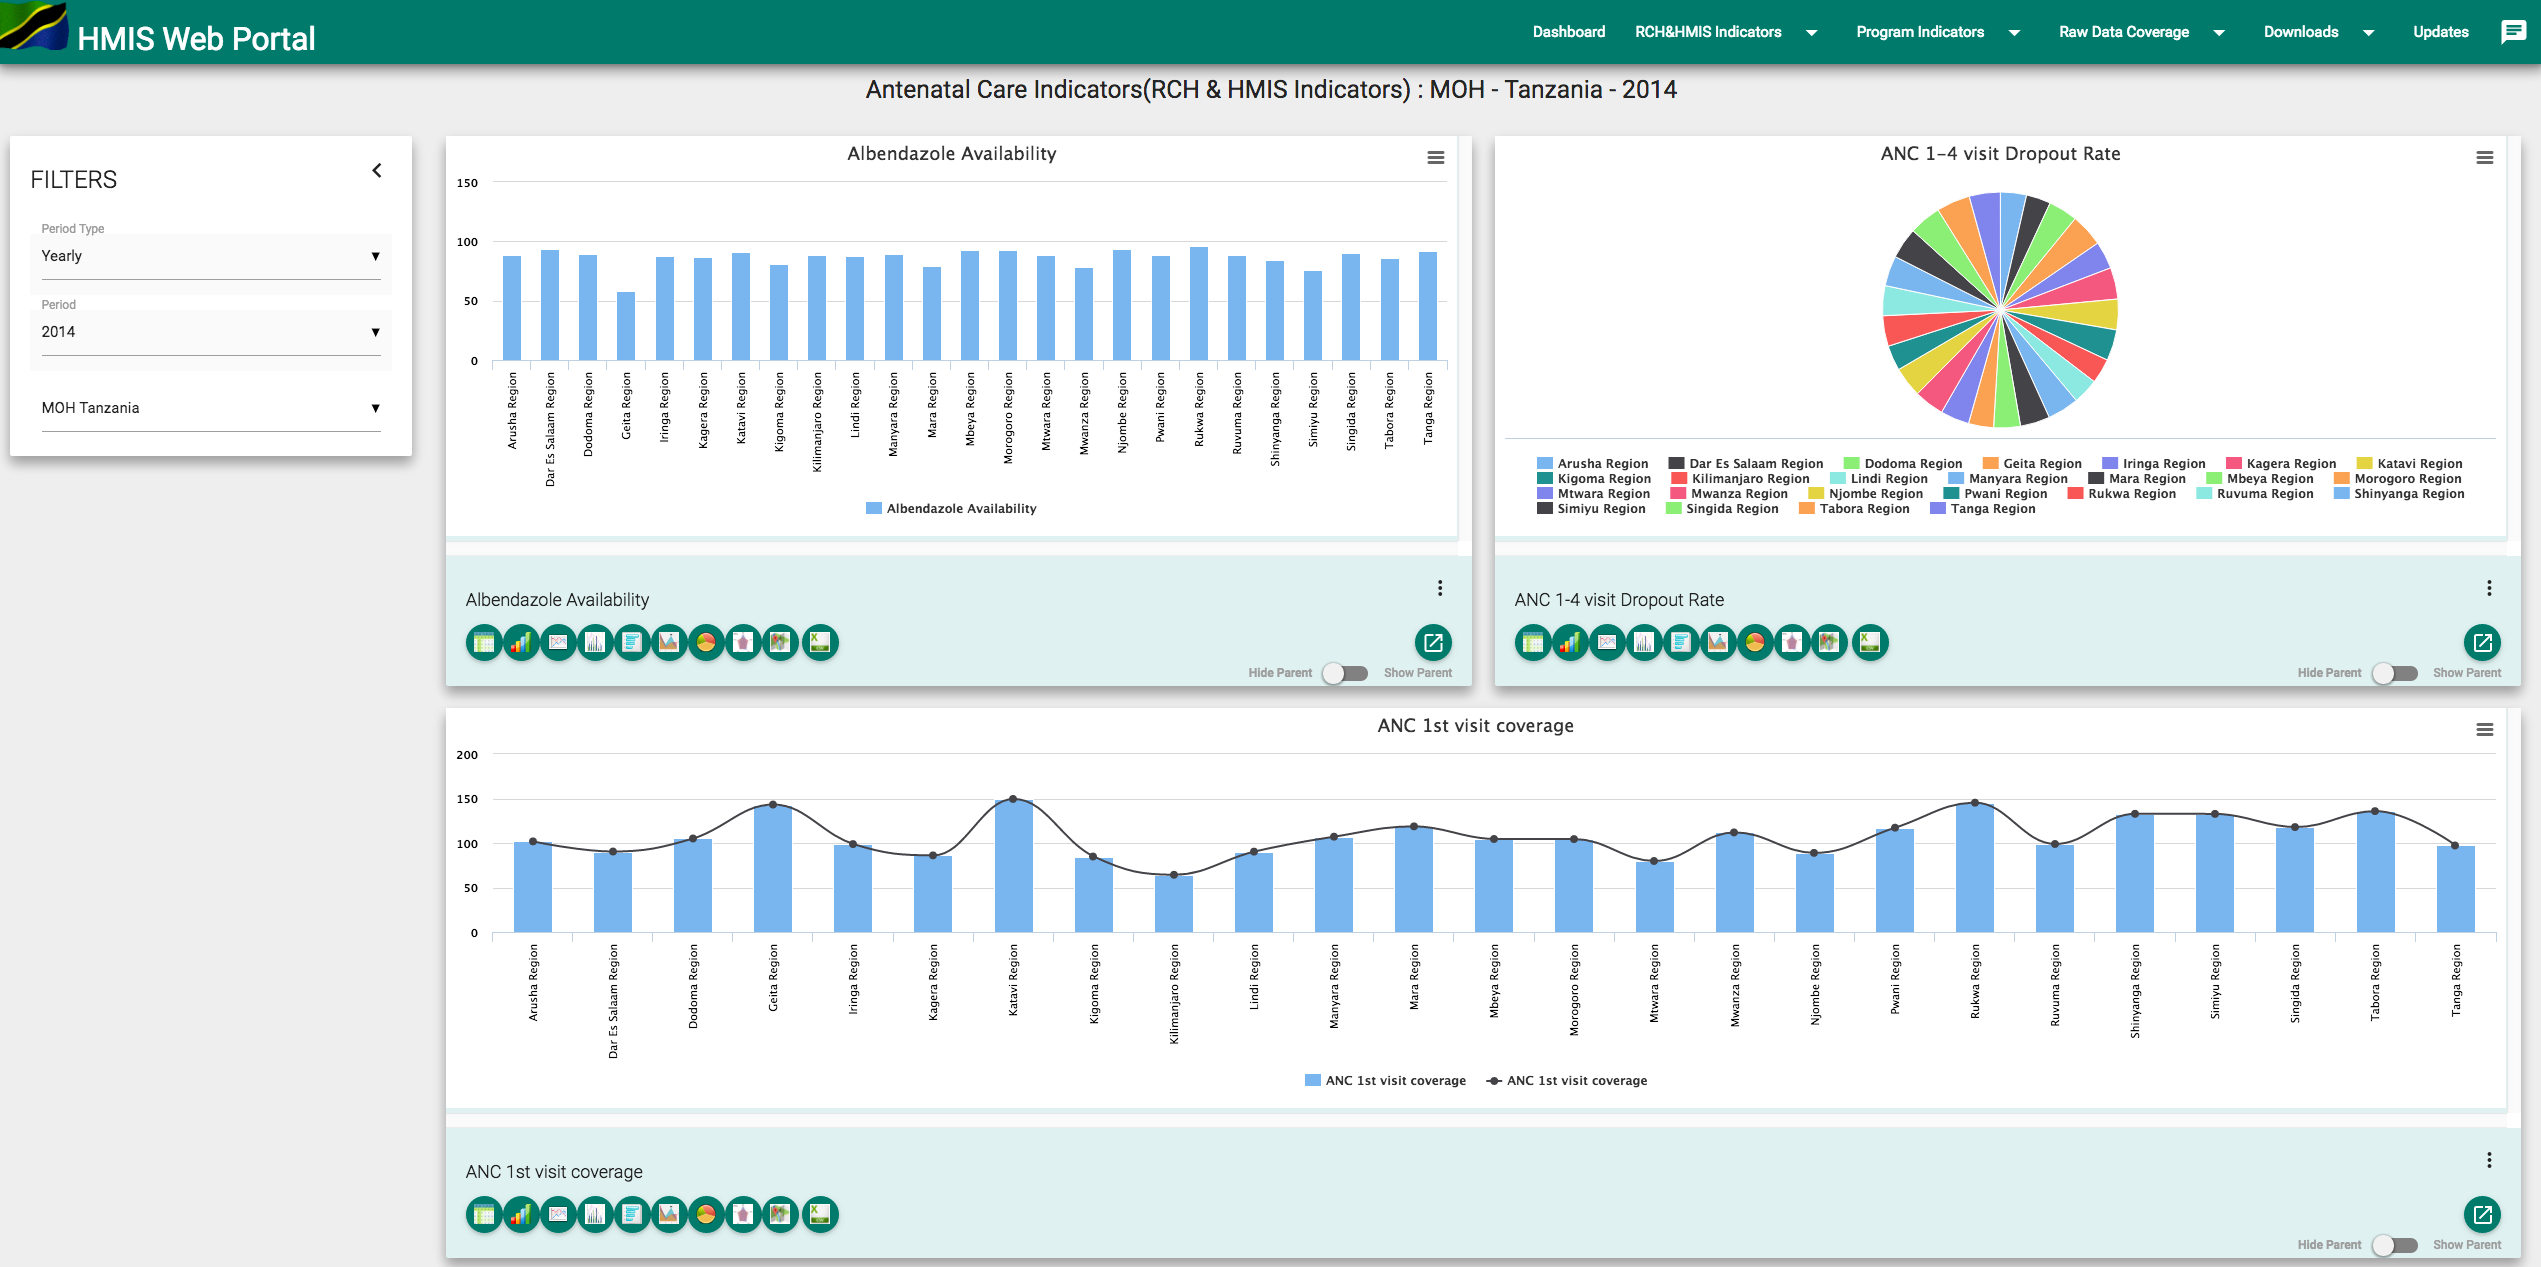 HMIS Web Portal
Dashboard RCH&HMIS Indicators Program Indicators Raw Data Coverage Downloads Updates
Antenatal Care Indicators(RCH & HMIS Indicators) : MOH - Tanzania - 2014
FILTERS
Period Type
Yearly
Period
2014
MOH Tanzania
Albendazole Availability
150
100
50
0
Arusha Region
Dar Es Salaam Region
Dodoma Region
Geita Region
Iringa Region
Kagera Region
Katavi Region
Kigoma Region
Kilimanjaro Region
Lindi Region
Manyara Region
Mara Region
Mbeya Region
Morogoro Region
Mtwara Region
Mwanza Region
Njombe Region
Pwani Region
Rukwa Region
Ruvuma Region
Shinyanga Region
Simiyu Region
Singida Region
Tabora Region
Tanga Region
Albendazole Availability
Albendazole Availability
Hide Parent Show Parent
ANC 1-4 visit Dropout Rate
Arusha Region Dar Es Salaam Region Dodoma Region Geita Region Iringa Region Kagera Region Katavi Region
Kigoma Region Kilimanjaro Region Lindi Region Manyara Region Mara Region Mbeya Region Morogoro Region
Mtwara Region Mwanza Region Njombe Region Pwani Region Rukwa Region Ruvuma Region Shinyanga Region
Simiyu Region Singida Region Tabora Region Tanga Region
ANC 1-4 visit Dropout Rate
Hide Parent Show Parent
ANC 1st visit coverage
200
150
100
50
0
Arusha Region
Dar Es Salaam Region
Dodoma Region
Geita Region
Iringa Region
Kagera Region
Katavi Region
Kigoma Region
Kilimanjaro Region
Lindi Region
Manyara Region
Mara Region
Mbeya Region
Morogoro Region
Mtwara Region
Mwanza Region
Njombe Region
Pwani Region
Rukwa Region
Ruvuma Region
Shinyanga Region
Simiyu Region
Singida Region
Tabora Region
Tanga Region
ANC 1st visit coverage ANC 1st visit coverage
ANC 1st visit coverage
Hide Parent Show Parent